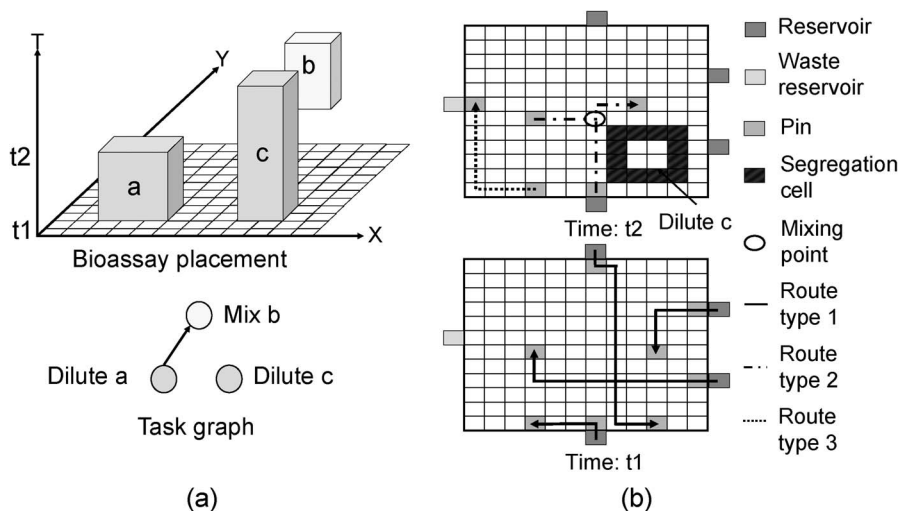 T
Y
b
c
a
t2
t1
X
Bioassay placement
Mix b
Dilute a
Dilute c
Task graph
(a)
Time: t2
Dilute c
Time: t1
(b)
Reservoir
Waste
reservoir
Pin
Segregation
cell
Mixing
point
Route
type 1
Route
type 2
Route
type 3